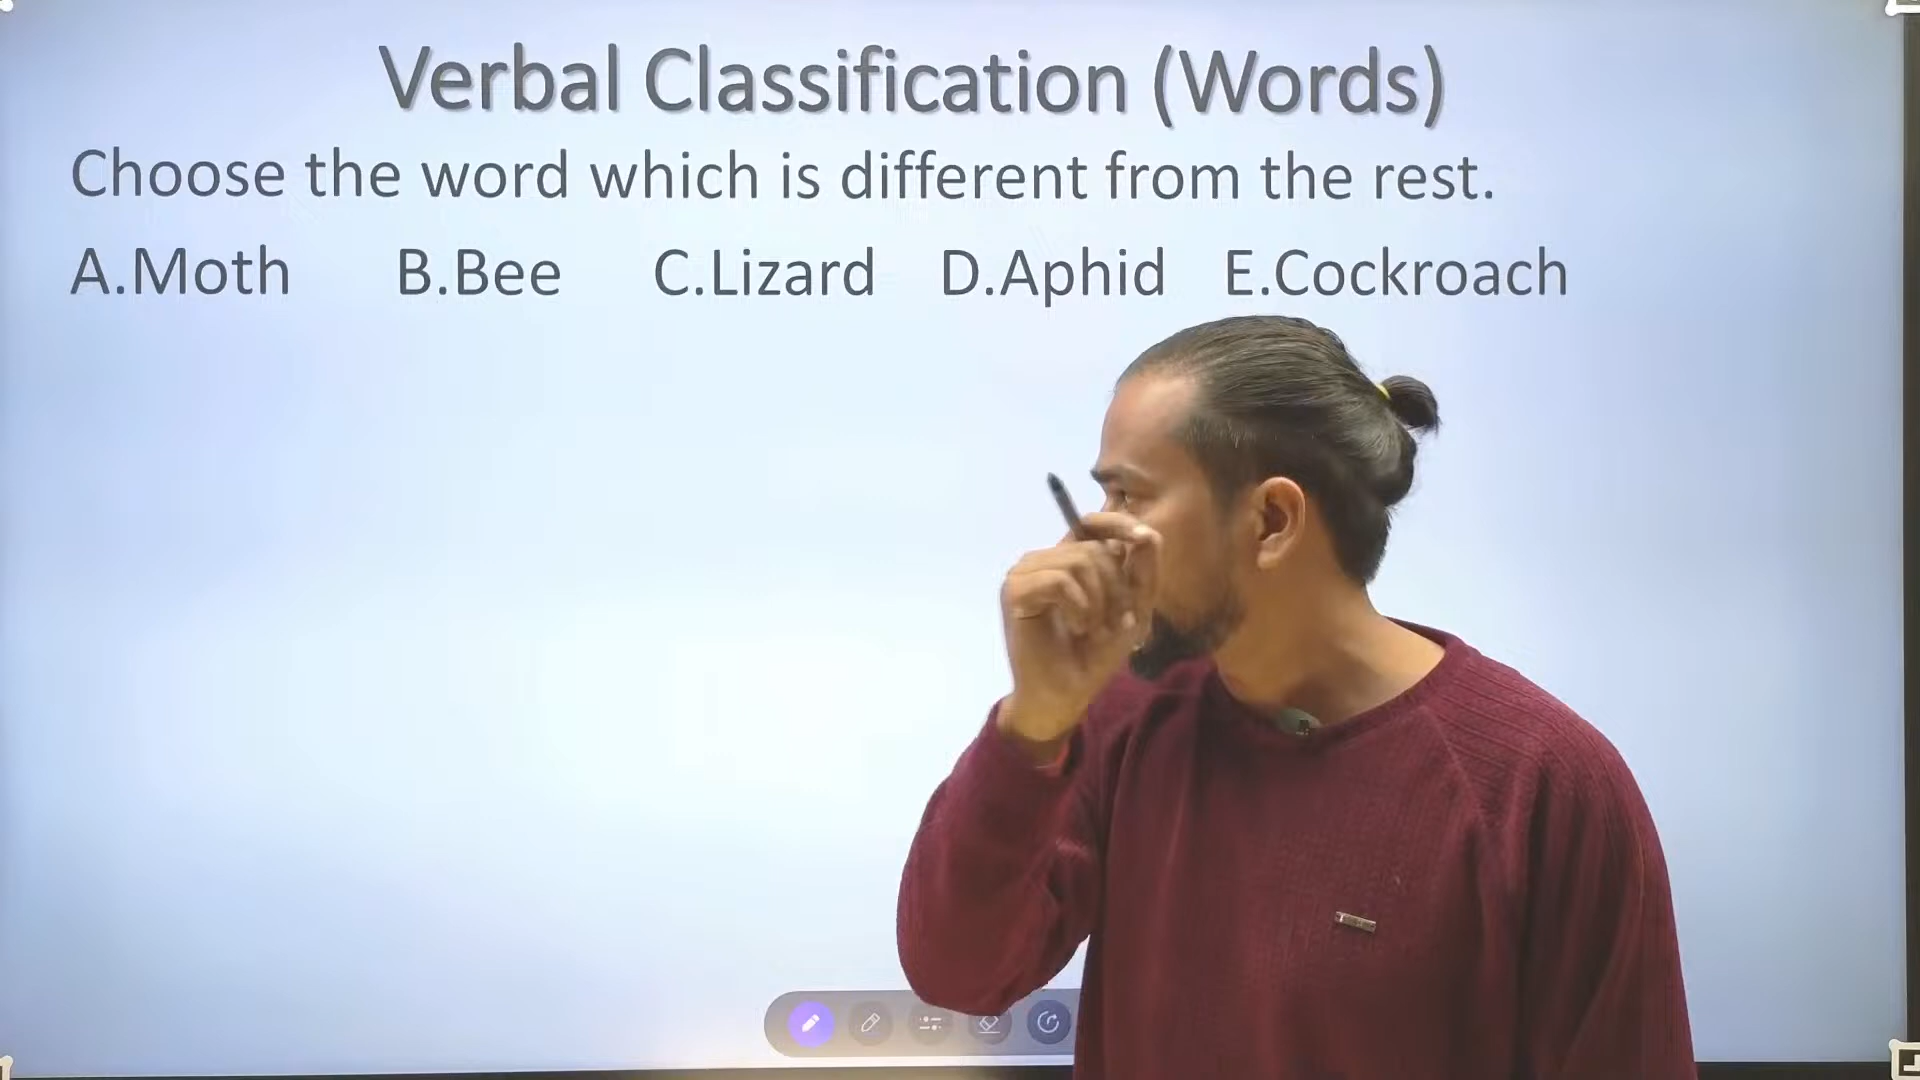 Verbal Classification (Words)
Choose the word which is different from the rest.
A.Moth B.Bee C.Lizard D.Aphid E.Cockroach